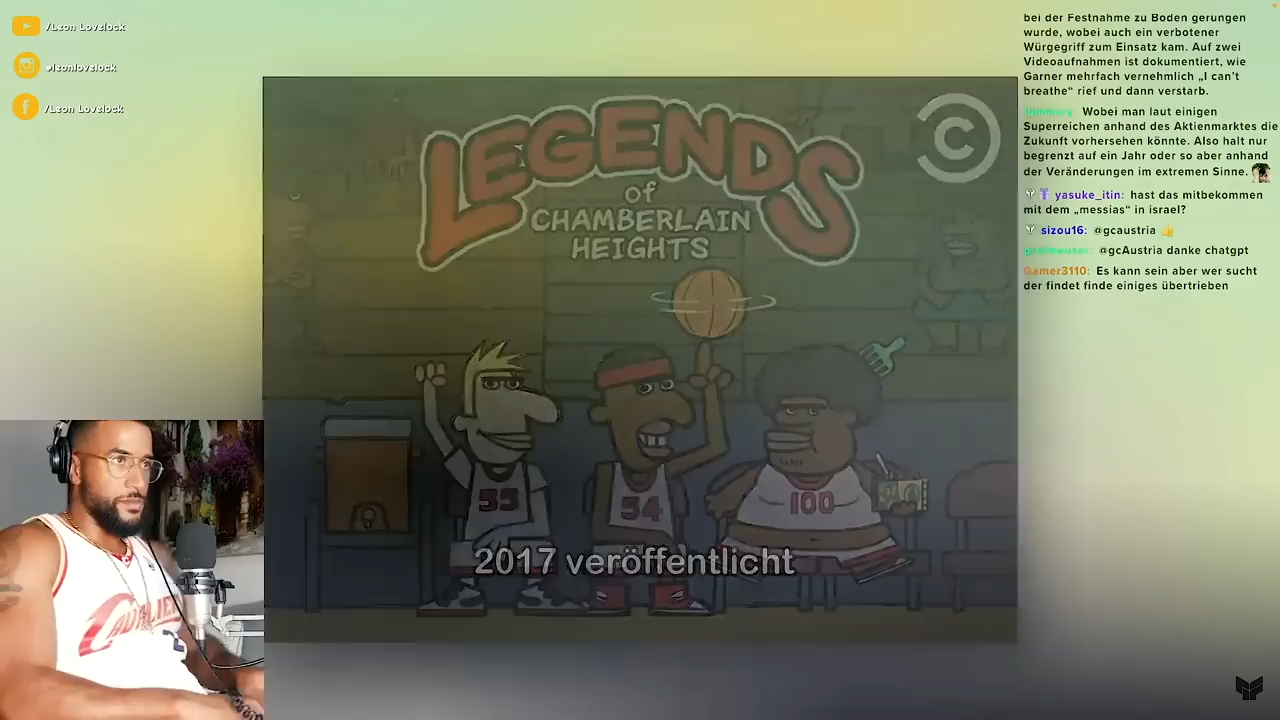 /Leon Lovelock
@leonlovelock
/Leon Lovelock
LEGENDS
of
CHAMBERLAIN
HEIGHTS
35
54
100
2017 veröffentlicht
CAVALIERS
bei der Festnahme zu Boden gerungen
wurde, wobei auch ein verbotener
Würgegriff zum Einsatz kam. Auf zwei
Videoaufnahmen ist dokumentiert, wie
Garner mehrfach vernehmlich „I can't
breathe“ rief und dann verstarb.
Wobei man laut einigen
Superreichen anhand des Aktienmarktes die
Zukunft vorhersehen könnte. Also halt nur
begrenzt auf ein Jahr oder so aber anhand
der Veränderungen im extremen Sinne.
yasuke_itin: hast das mitbekommen
mit dem „messias“ in israel?
sizou16: @gcaustria 👍
@gcAustria danke chatgpt
Gamer3110: Es kann sein aber wer sucht
der findet finde einiges übertrieben